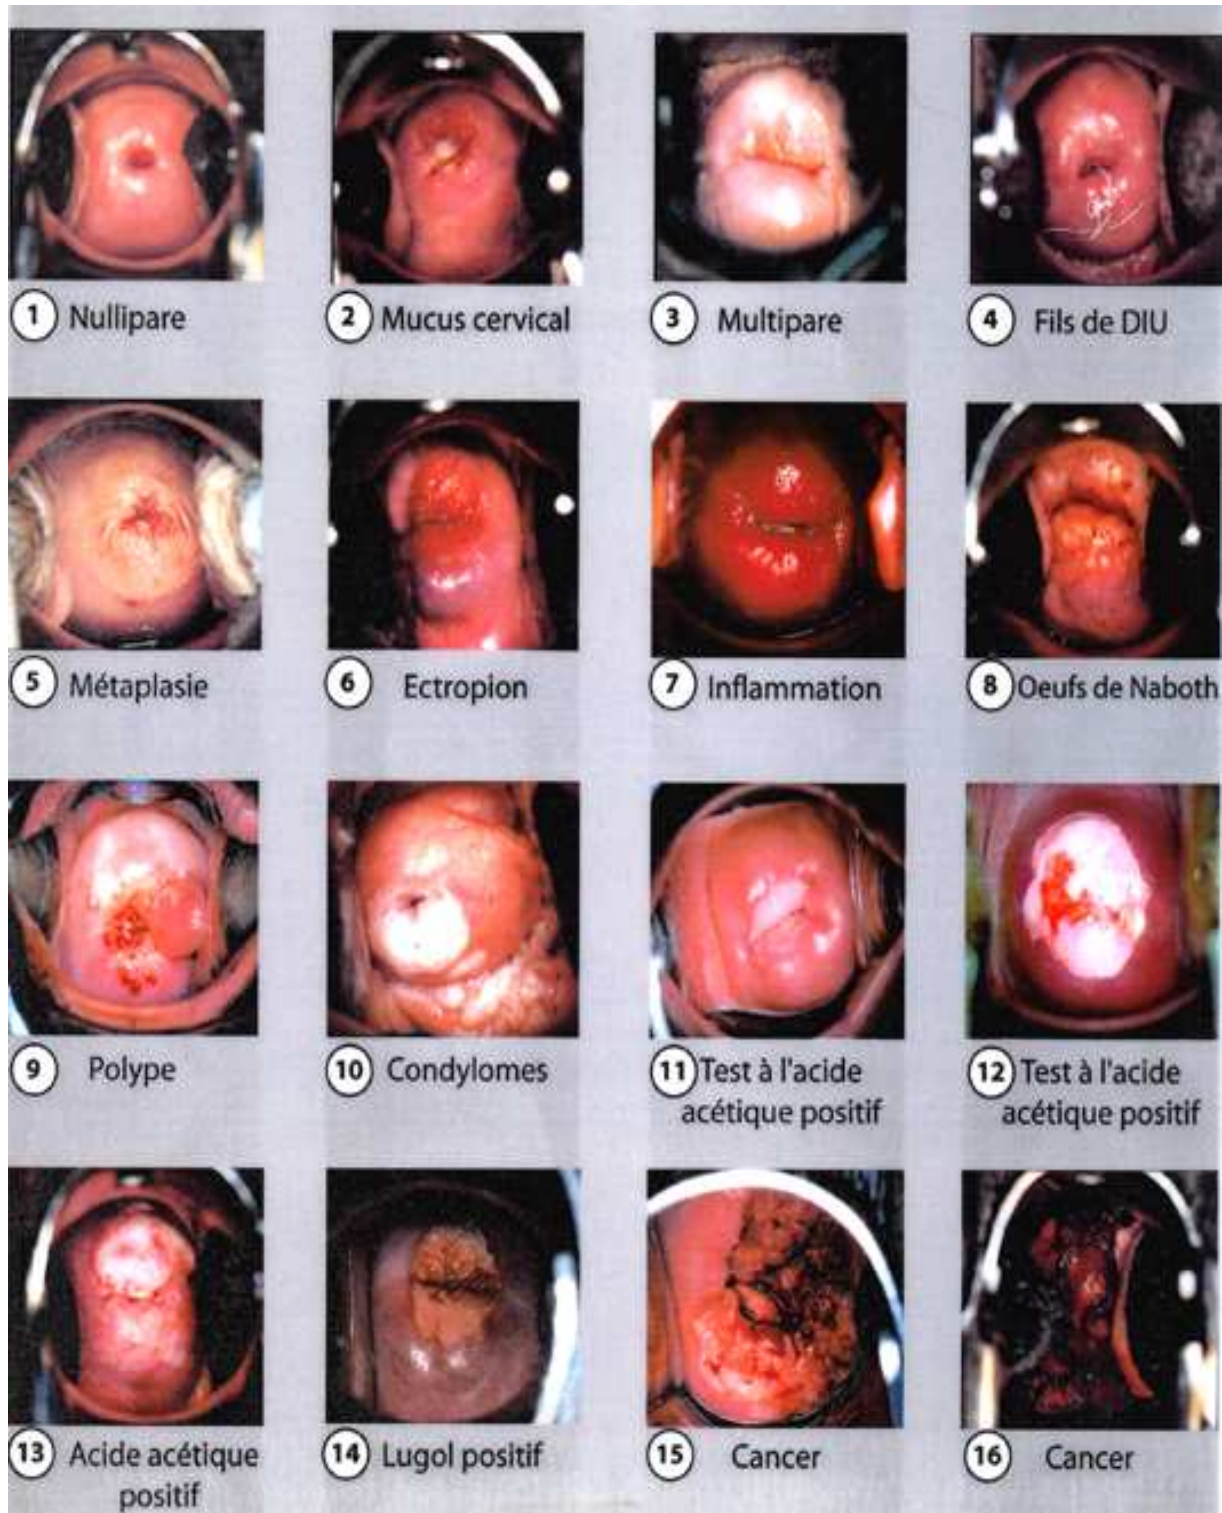 1 Nullipare
2 Mucus cervical
3 Multipare
4 Fils de DIU
5 Métaplasie
6 Ectropion
7 Inflammation
8 Oeufs de Naboth
9 Polype
10 Condylomes
11 Test à l'acide
acétique positif
12 Test à l'acide
acétique positif
13 Acide acétique
positif
14 Lugol positif
15 Cancer
16 Cancer